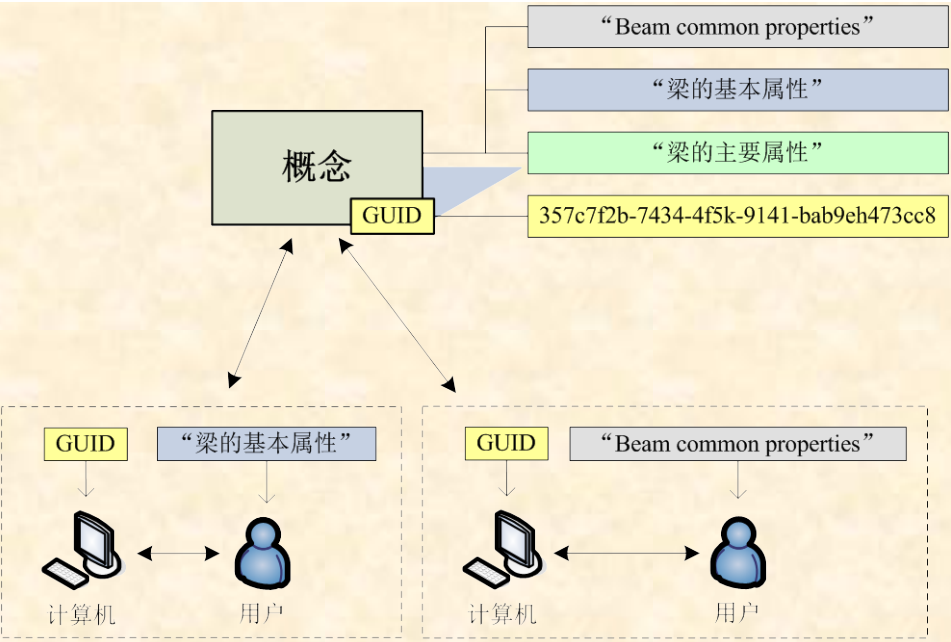 “Beam common properties”
“梁的基本属性”
概念
“梁的主要属性”
GUID
357c7f2b-7434-4f5k-9141-bab9eh473cc8
GUID
“梁的基本属性”
GUID
“Beam common properties”
计算机
用户
计算机
用户